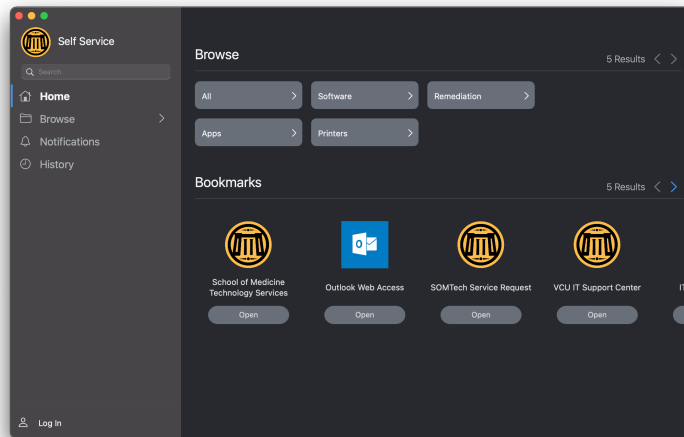 Self Service
Search
Home
Browse
Notifications
History
Log In
Browse
5 Results
All
Software
Remediation
Apps
Printers
Bookmarks
5 Results
School of Medicine
Technology Services
Outlook Web Access
SOMTech Service Request
VCU IT Support Center
Open
Open
Open
Open